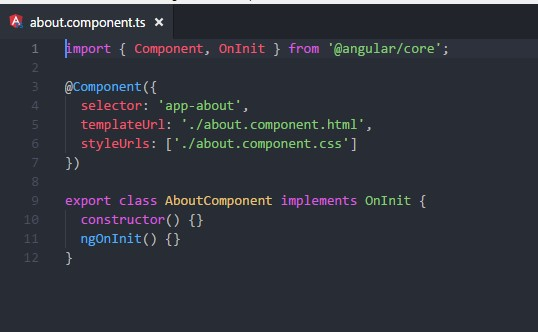 about.component.ts ×
1 import { Component, OnInit } from '@angular/core';
2
3 @Component({
4   selector: 'app-about',
5   templateUrl: './about.component.html',
6   styleUrls: ['./about.component.css']
7 })
8
9 export class AboutComponent implements OnInit {
10   constructor() {}
11   ngOnInit() {}
12 }